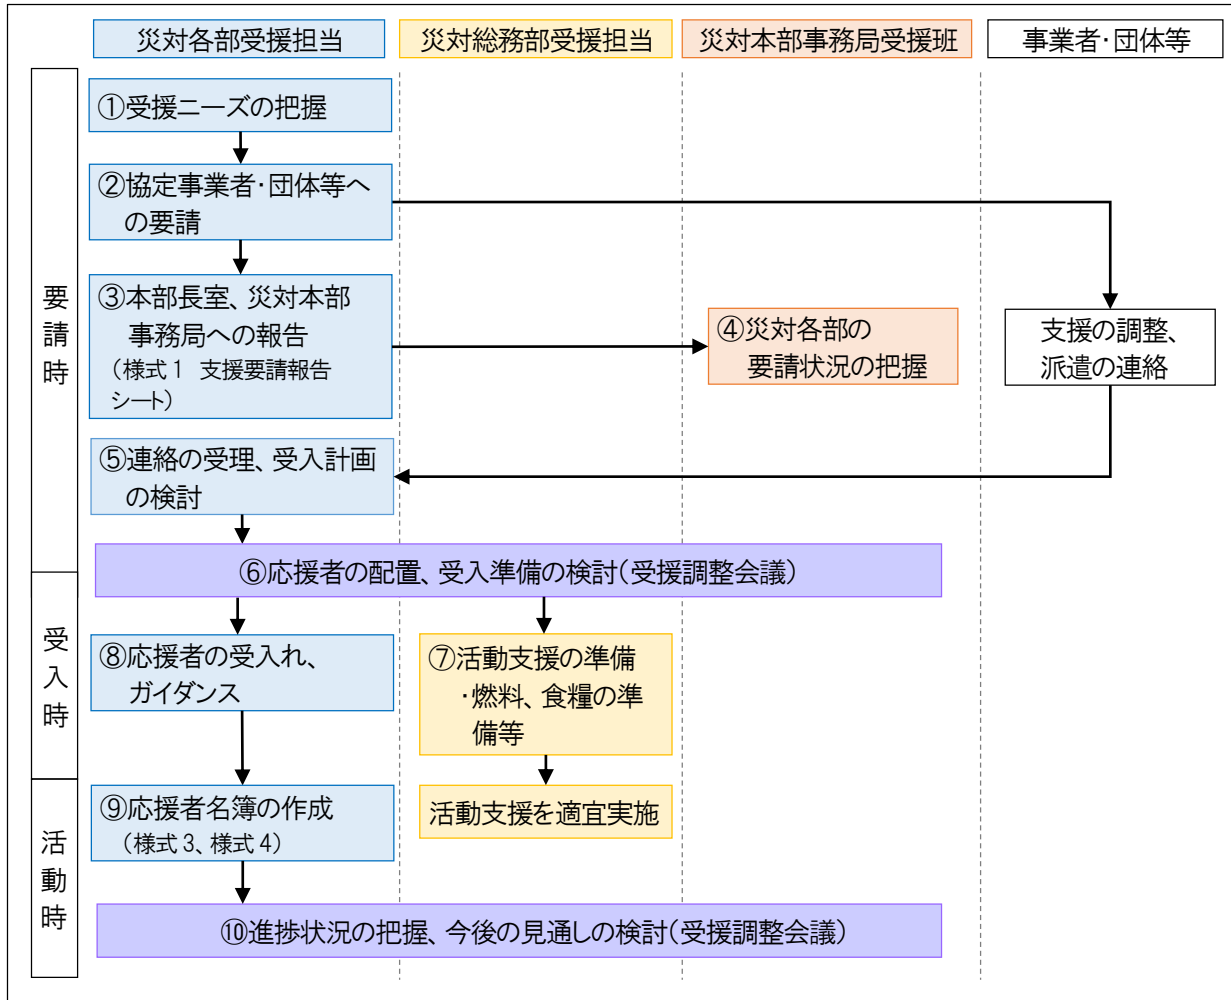 災対各部受援担当
災対総務部受援担当
災対本部事務局受援班
事業者・団体等
要請時
①受援ニーズの把握
②協定事業者・団体等へ
の要請
③本部長室、災対本部
事務局への報告
（様式1　支援要請報告
シート）
④災対各部の
要請状況の把握
支援の調整、
派遣の連絡
⑤連絡の受理、受入計画
の検討
⑥応援者の配置、受入準備の検討（受援調整会議）
受入時
⑧応援者の受入れ、
ガイダンス
⑦活動支援の準備
・燃料、食糧の準
備等
活動時
⑨応援者名簿の作成
（様式3、様式4）
活動支援を適宜実施
⑩進捗状況の把握、今後の見通しの検討（受援調整会議）